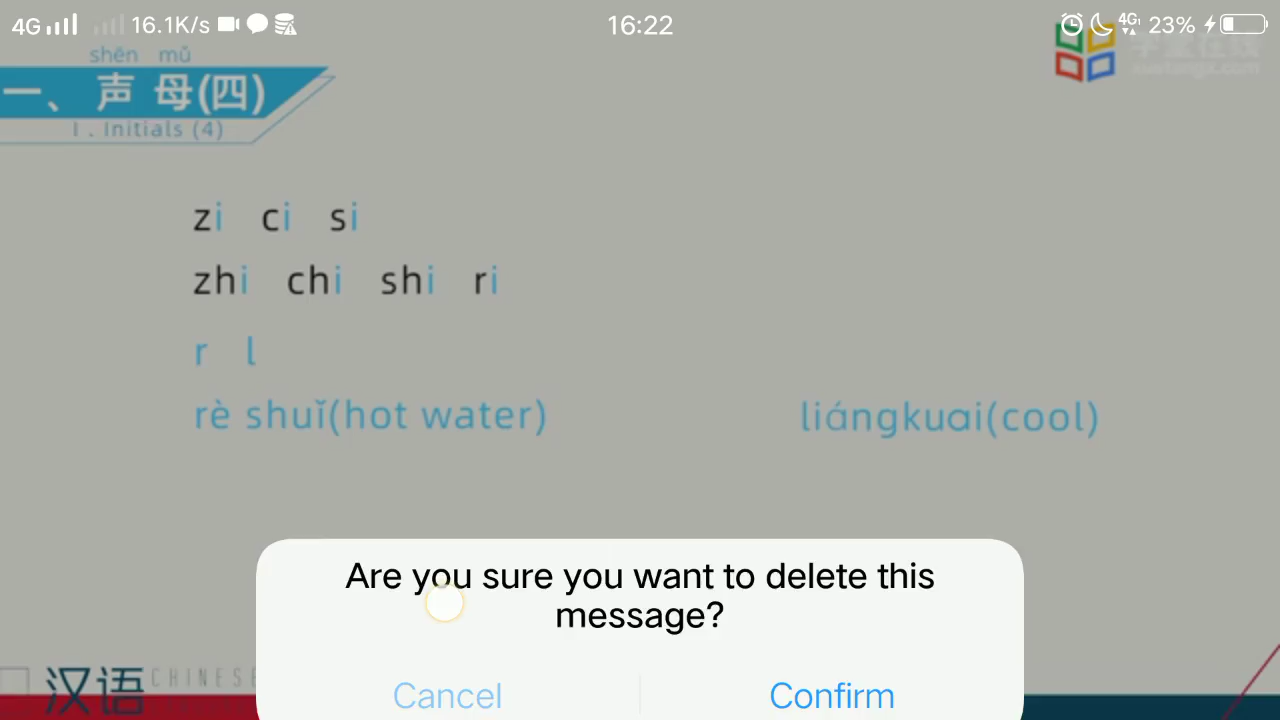 4G 16.1K/s 16:22 4G 23%
shēn mǔ
一、声 母(四)
I . Initials (4)
zi ci si
zhi chi shi ri
r l
rè shuǐ(hot water) liángkuai(cool)
Are you sure you want to delete this
message?
Cancel Confirm
汉语 CHINESE